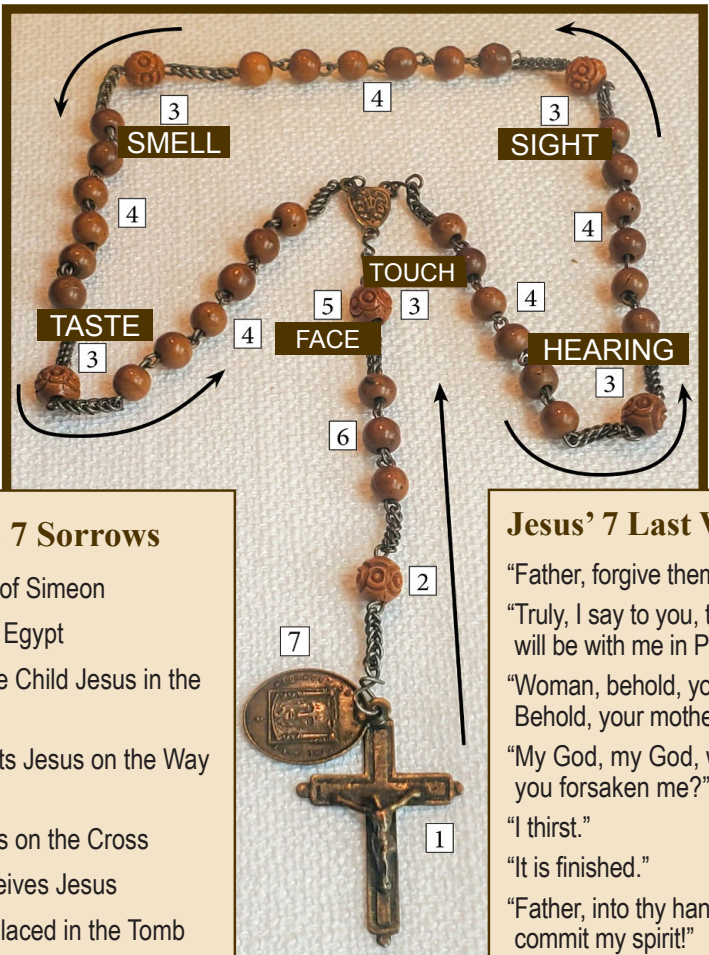 4
3
SMELL
3
SIGHT
4
4
TOUCH
5
3
4
FACE
TASTE
3
4
HEARING
3
6
2
7
1
7 Sorrows
of Simeon
Egypt
e Child Jesus in the
ts Jesus on the Way
s on the Cross
eives Jesus
laced in the Tomb
Jesus’ 7 Last
“Father, forgive them
“Truly, I say to you, t
will be with me in P
“Woman, behold, yo
Behold, your mothe
“My God, my God, w
you forsaken me?”
“I thirst.”
“It is finished.”
“Father, into thy han
commit my spirit!”